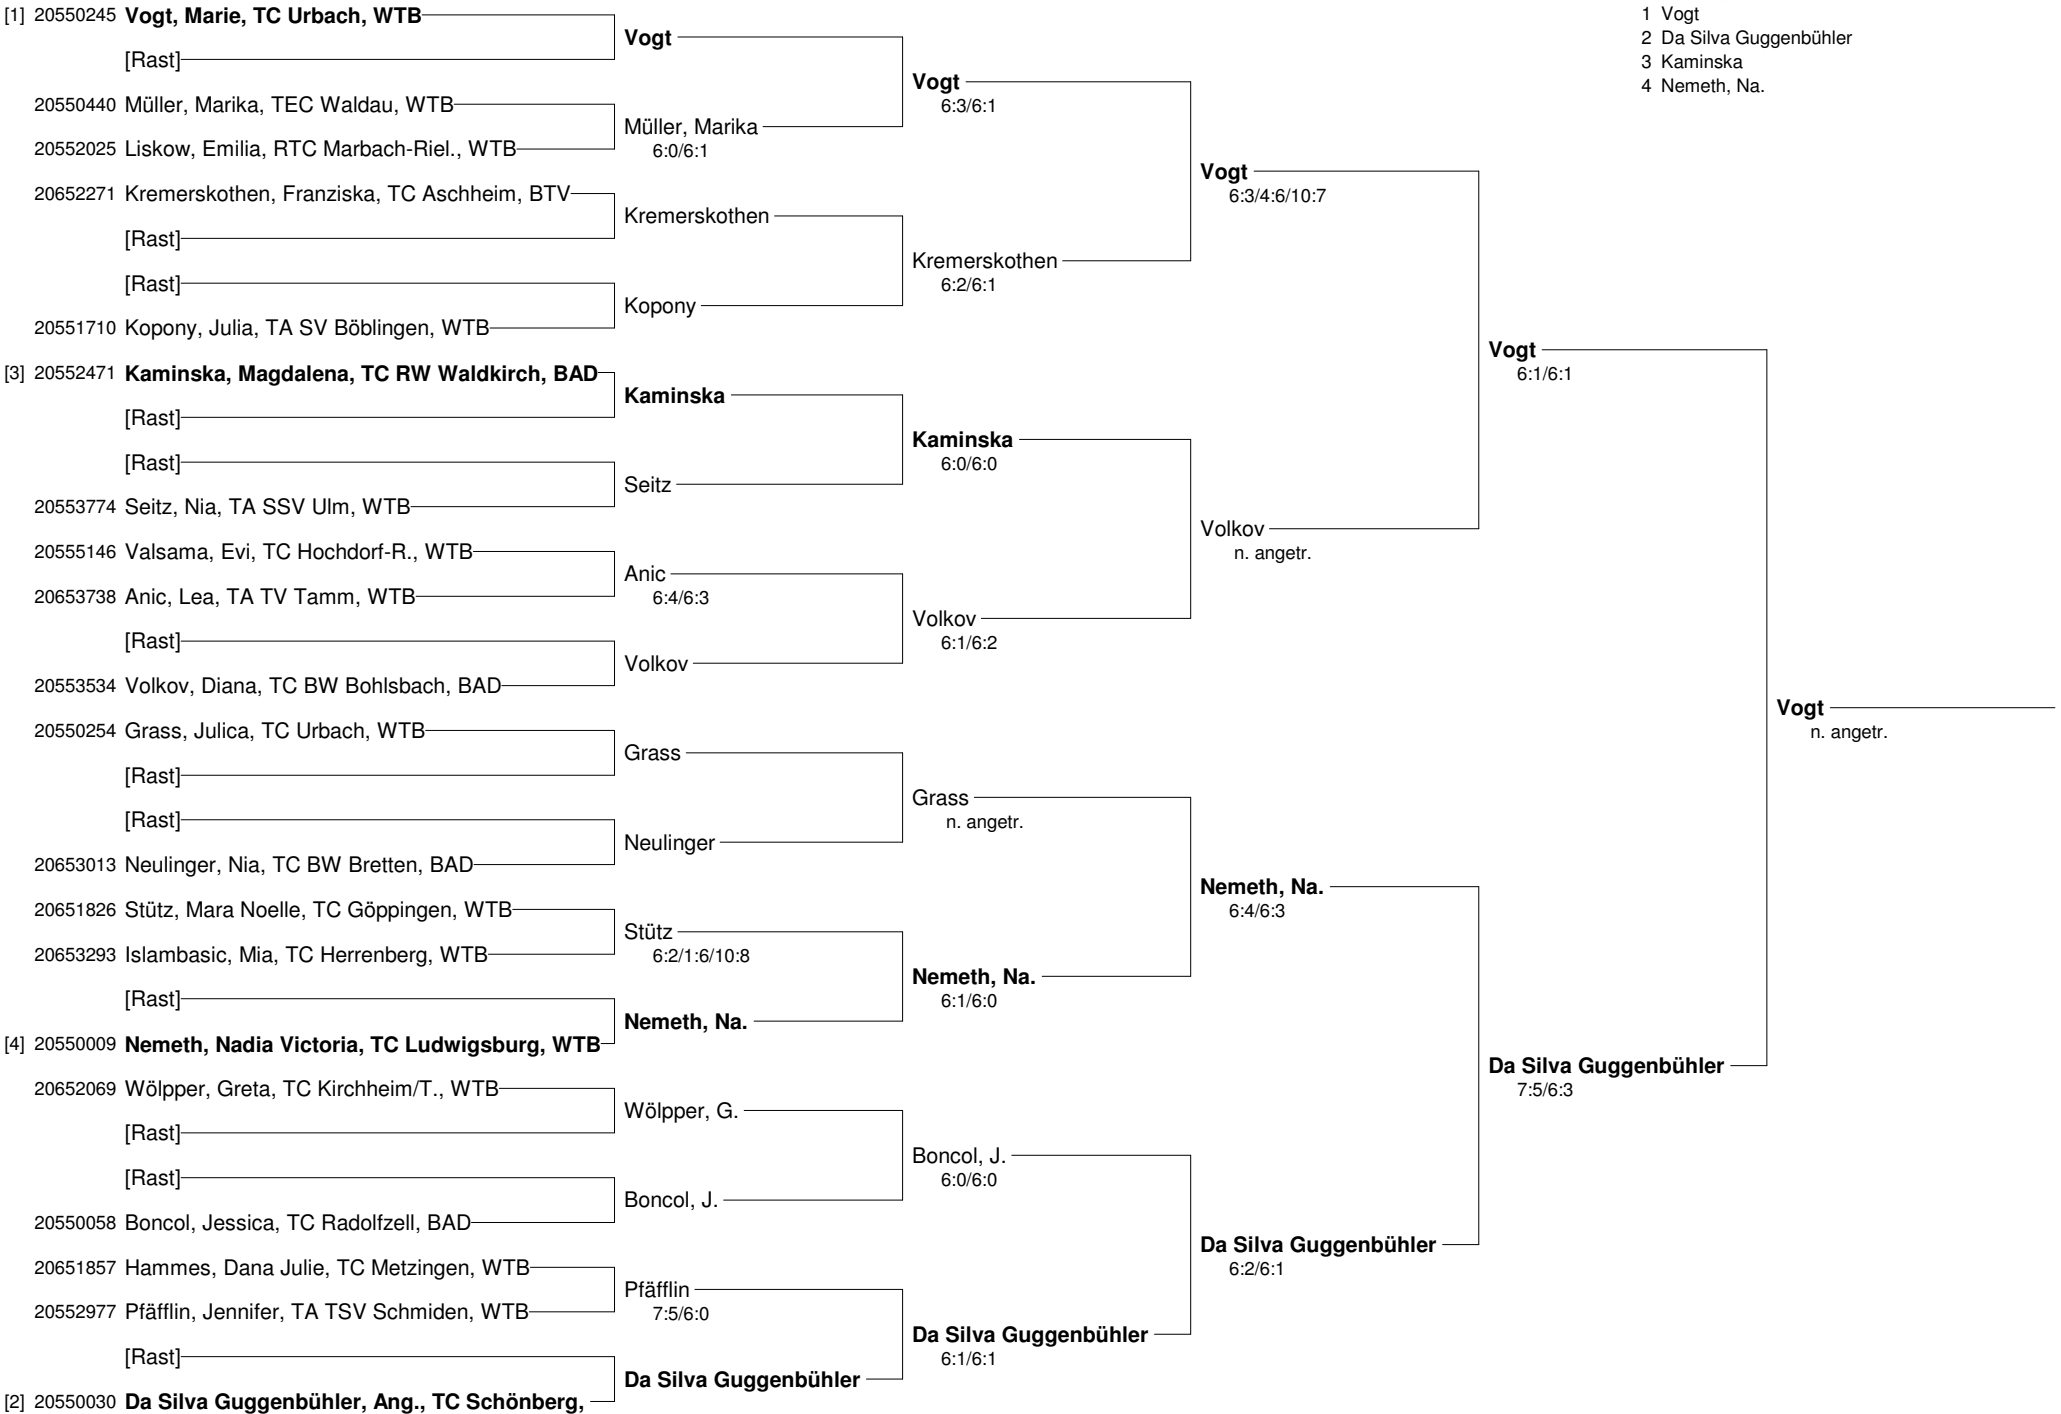 [1] 20550245 Vogt, Marie, TC Urbach, WTB
[Rast]
20550440 Müller, Marika, TEC Waldau, WTB
20552025 Liskow, Emilia, RTC Marbach-Riel., WTB
20652271 Kremerskothen, Franziska, TC Aschheim, BTV
[Rast]
[Rast]
20551710 Kopony, Julia, TA SV Böblingen, WTB
[3] 20552471 Kaminska, Magdalena, TC RW Waldkirch, BAD
[Rast]
[Rast]
20553774 Seitz, Nia, TA SSV Ulm, WTB
20555146 Valsama, Evi, TC Hochdorf-R., WTB
20653738 Anic, Lea, TA TV Tamm, WTB
[Rast]
20553534 Volkov, Diana, TC BW Bohlsbach, BAD
20550254 Grass, Julica, TC Urbach, WTB
[Rast]
[Rast]
20653013 Neulinger, Nia, TC BW Bretten, BAD
20651826 Stütz, Mara Noelle, TC Göppingen, WTB
20653293 Islambasic, Mia, TC Herrenberg, WTB
[Rast]
[4] 20550009 Nemeth, Nadia Victoria, TC Ludwigsburg, WTB
20652069 Wölpper, Greta, TC Kirchheim/T., WTB
[Rast]
[Rast]
20550058 Boncol, Jessica, TC Radolfzell, BAD
20651857 Hammes, Dana Julie, TC Metzingen, WTB
20552977 Pfäfflin, Jennifer, TA TSV Schmiden, WTB
[Rast]
[2] 20550030 Da Silva Guggenbühler, Ang., TC Schönberg,
Vogt
Müller, Marika
6:0/6:1
Kremerskothen
Kopony
Kaminska
Seitz
Anic
6:4/6:3
Volkov
Grass
Neulinger
Stütz
6:2/1:6/10:8
Nemeth, Na.
Wölpper, G.
Boncol, J.
Pfäfflin
7:5/6:0
Da Silva Guggenbühler
Vogt
6:3/6:1
Kremerskothen
6:2/6:1
Kaminska
6:0/6:0
Volkov
6:1/6:2
Grass
n. angetr.
Nemeth, Na.
6:1/6:0
Boncol, J.
6:0/6:0
Da Silva Guggenbühler
6:1/6:1
Vogt
6:3/4:6/10:7
Volkov
n. angetr.
Nemeth, Na.
6:4/6:3
Da Silva Guggenbühler
6:2/6:1
Vogt
6:1/6:1
Da Silva Guggenbühler
7:5/6:3
Vogt
n. angetr.
1 Vogt
2 Da Silva Guggenbühler
3 Kaminska
4 Nemeth, Na.